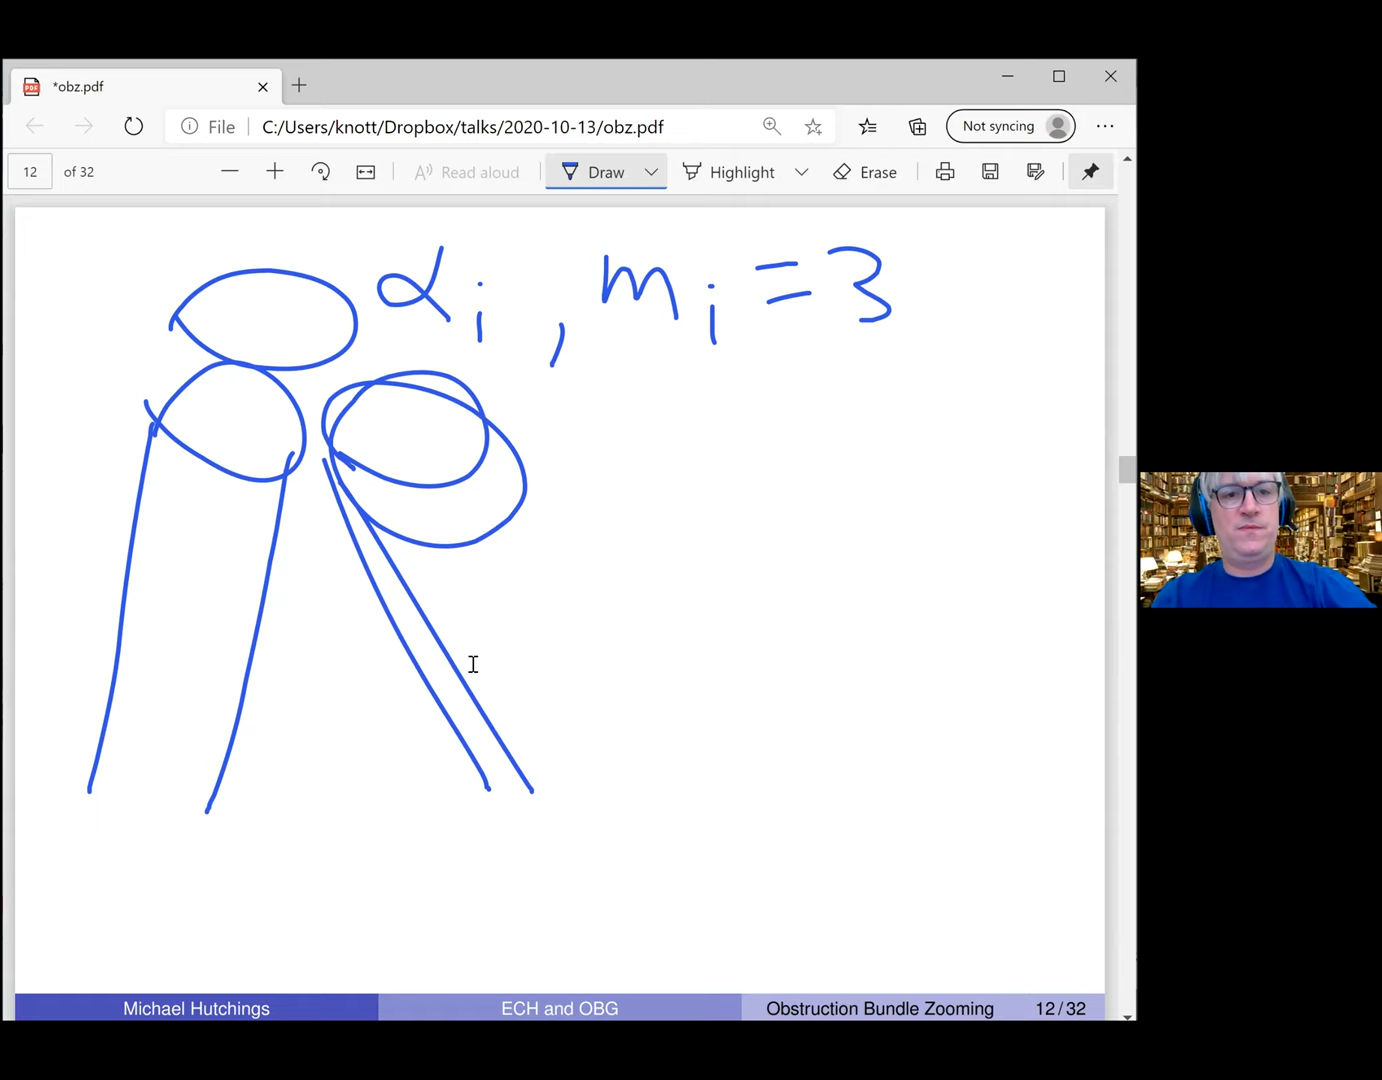 *obz.pdf
File C:/Users/knott/Dropbox/talks/2020-10-13/obz.pdf Not syncing
12 of 32 Read aloud Draw Highlight Erase
αᵢ , mᵢ = 3
Michael Hutchings ECH and OBG Obstruction Bundle Zooming 12 / 32